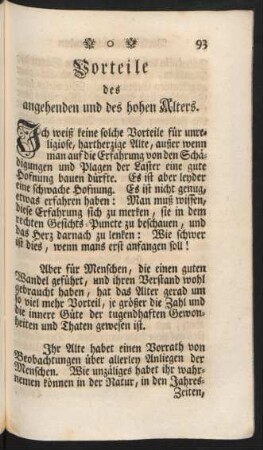 93
Vorteile
des
angehenden und des hohen Alters.
Ich weiß keine solche Vorteile für unre-
ligiose, hartherzige Alte, außer wenn
man auf die Erfahrung von den Schä-
digungen und Plagen der Laster eine gute
Hofnung bauen dürfte. Es ist aber leyder
eine schwache Hofnung. Es ist nicht genug,
etwas erfahren haben: Man muß wissen,
diese Erfahrung sich zu merken, sie in dem
rechten Gesichts-Puncte zu beschauen, und
das Herz darnach zu lenken: Wie schwer
ist dies, wenn mans erst anfangen soll!
Aber für Menschen, die einen guten
Wandel geführt, und ihren Verstand wohl
gebraucht haben, hat das Alter gerad um
so viel mehr Vorteil, je größer die Zahl und
die innere Güte der tugendhaften Gewon-
heiten und Thaten gewesen ist.
Ihr Alte habet einen Vorrath von
Beobachtungen über allerley Anliegen der
Menschen. Wie unzäliges habet ihr wahr-
nemen können in der Natur, in den Jahres-
Zeiten,